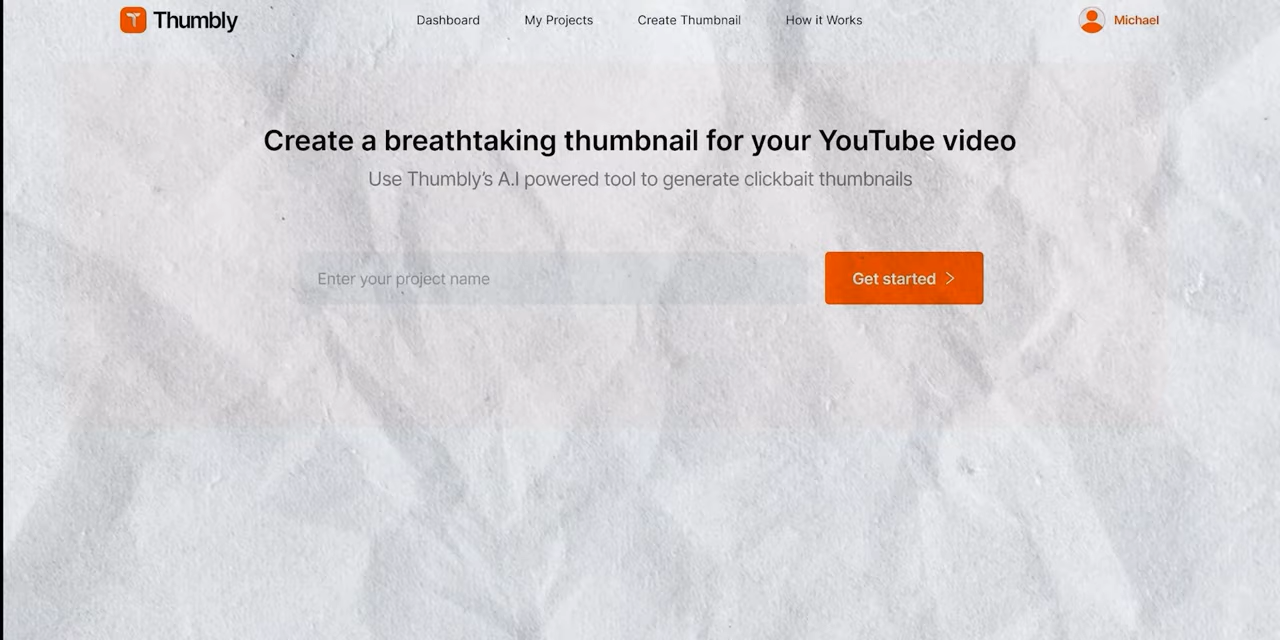 Thumbly
Dashboard
My Projects
Create Thumbnail
How it Works
Michael
Create a breathtaking thumbnail for your YouTube video
Use Thumbly's A.I powered tool to generate clickbait thumbnails
Enter your project name
Get started